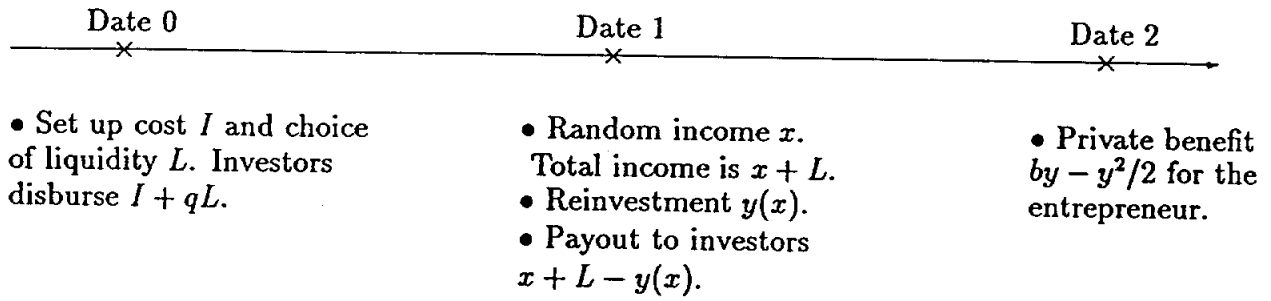 Date 0
Date 1
Date 2
• Set up cost I and choice
of liquidity L. Investors
disburse I + qL.
• Random income x.
Total income is x + L.
• Reinvestment y(x).
• Payout to investors
x + L − y(x).
• Private benefit
by − y²/2 for the
entrepreneur.